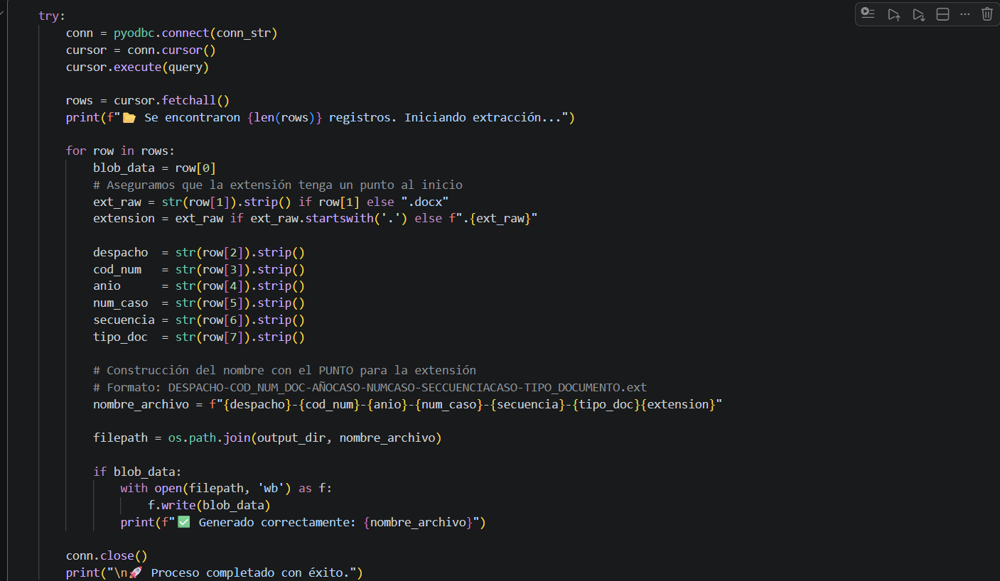 try:
    conn = pyodbc.connect(conn_str)
    cursor = conn.cursor()
    cursor.execute(query)

    rows = cursor.fetchall()
    print(f"📂 Se encontraron {len(rows)} registros. Iniciando extracción...")

    for row in rows:
        blob_data = row[0]
        # Aseguramos que la extensión tenga un punto al inicio
        ext_raw = str(row[1]).strip() if row[1] else ".docx"
        extension = ext_raw if ext_raw.startswith('.') else f".{ext_raw}"

        despacho  = str(row[2]).strip()
        cod_num   = str(row[3]).strip()
        anio      = str(row[4]).strip()
        num_caso  = str(row[5]).strip()
        secuencia = str(row[6]).strip()
        tipo_doc  = str(row[7]).strip()

        # Construcción del nombre con el PUNTO para la extensión
        # Formato: DESPACHO-COD_NUM_DOC-AÑOCASO-NUMCASO-SECCUENCIACASO-TIPO_DOCUMENTO.ext
        nombre_archivo = f"{despacho}-{cod_num}-{anio}-{num_caso}-{secuencia}-{tipo_doc}{extension}"

        filepath = os.path.join(output_dir, nombre_archivo)

        if blob_data:
            with open(filepath, 'wb') as f:
                f.write(blob_data)
            print(f"✅ Generado correctamente: {nombre_archivo}")

    conn.close()
    print("\n🚀 Proceso completado con éxito.")